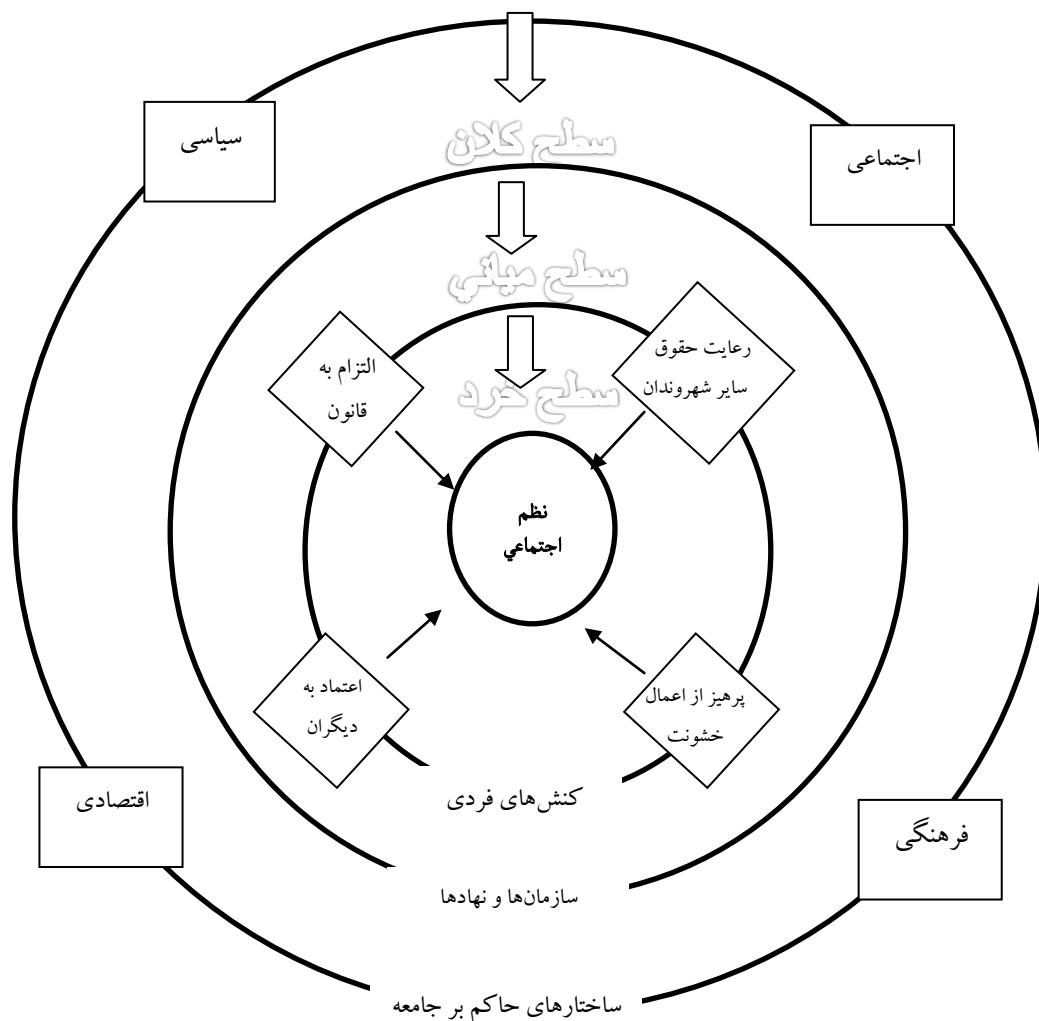 سیاسی
اجتماعی
سطح کلان
سطح میاني
رعایت حقوق
سایر شهروندان
التزام به
قانون
سطح خرد
نظم
اجتماعي
اعتماد به
دیگران
پرهیز از اعمال
خشونت
کنش‌های فردی
اقتصادی
فرهنگی
سازمان‌ها و نهادها
ساختارهای حاکم بر جامعه